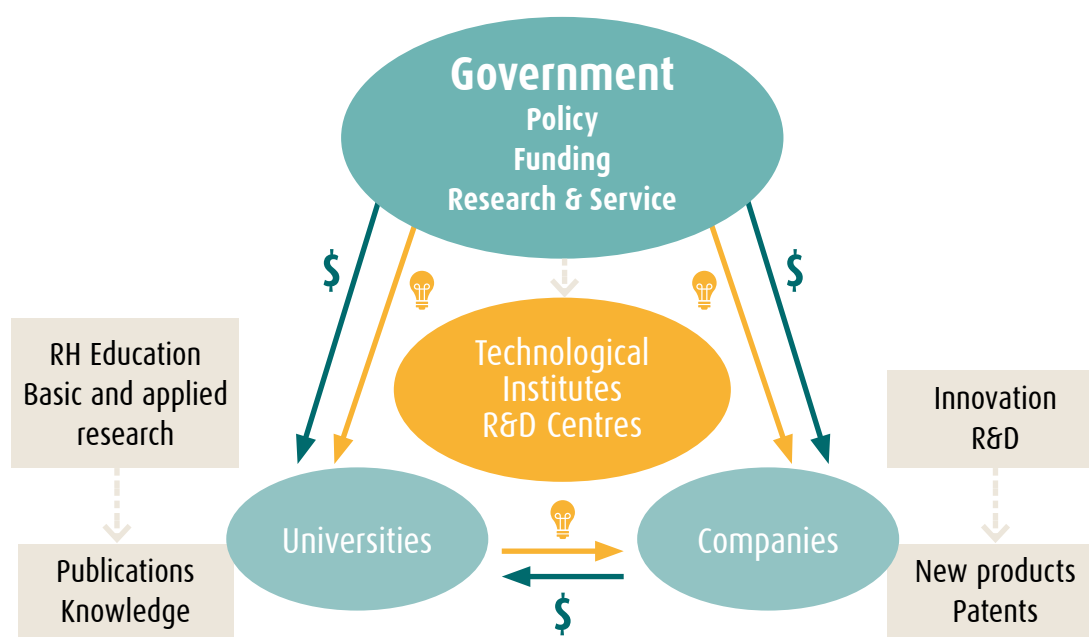 Government
Policy
Funding
Research & Service
$
$
Technological
Institutes
R&D Centres
RH Education
Basic and applied
research
Innovation
R&D
Universities
Companies
Publications
Knowledge
New products
Patents
$